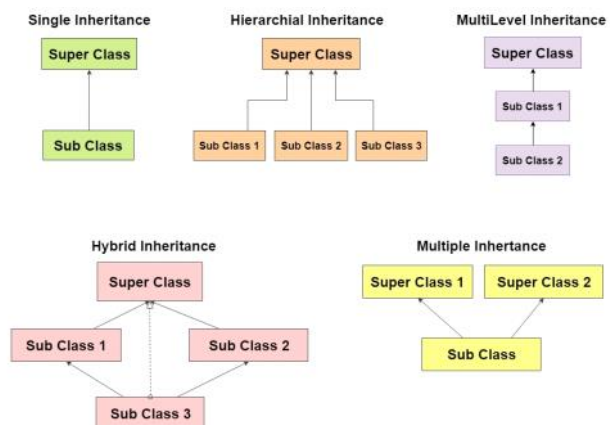 Single Inheritance
Super Class
Sub Class
Hierarchial Inheritance
Super Class
Sub Class 1
Sub Class 2
Sub Class 3
MultiLevel Inheritance
Super Class
Sub Class 1
Sub Class 2
Hybrid Inheritance
Super Class
Sub Class 1
Sub Class 2
Sub Class 3
Multiple Inhertance
Super Class 1
Super Class 2
Sub Class